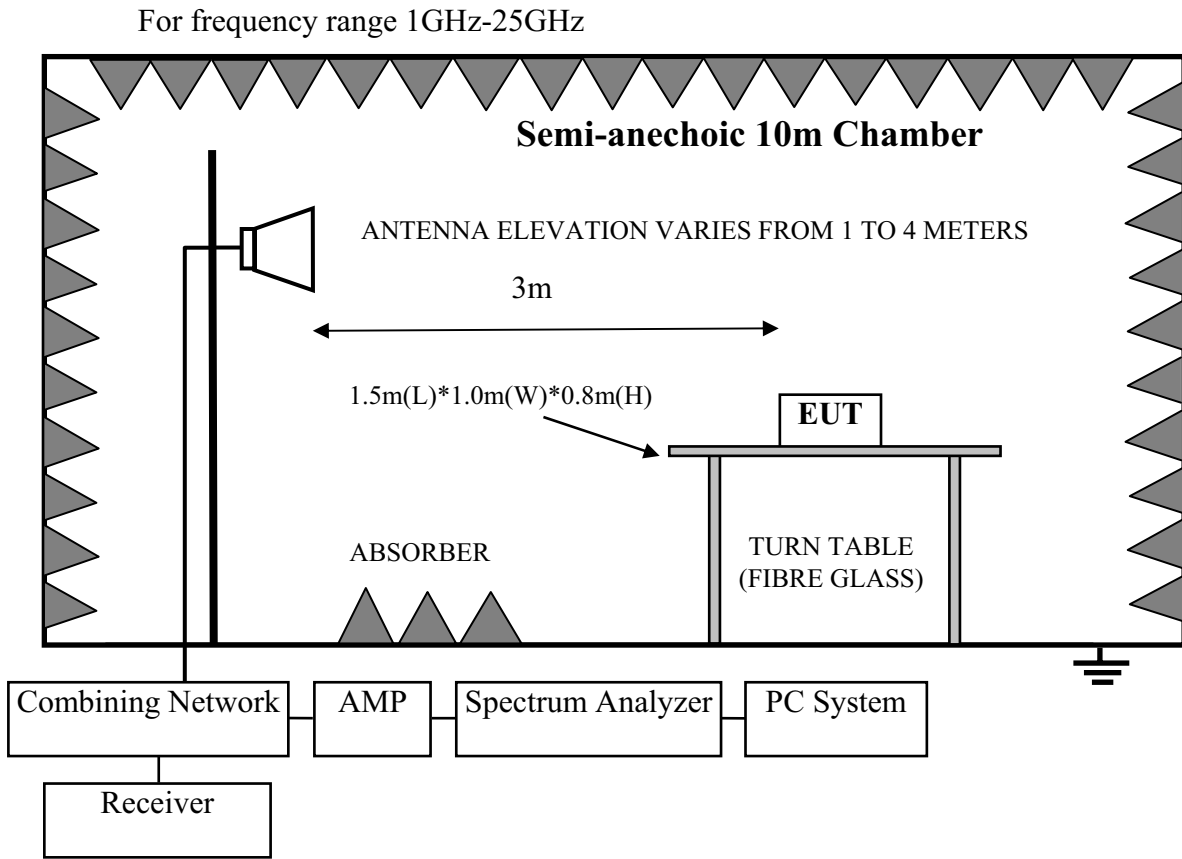 For frequency range 1GHz-25GHz
Semi-anechoic 10m Chamber
ANTENNA ELEVATION VARIES FROM 1 TO 4 METERS
3m
1.5m(L)*1.0m(W)*0.8m(H)
EUT
ABSORBER
TURN TABLE
(FIBRE GLASS)
Combining Network
AMP
Spectrum Analyzer
PC System
Receiver